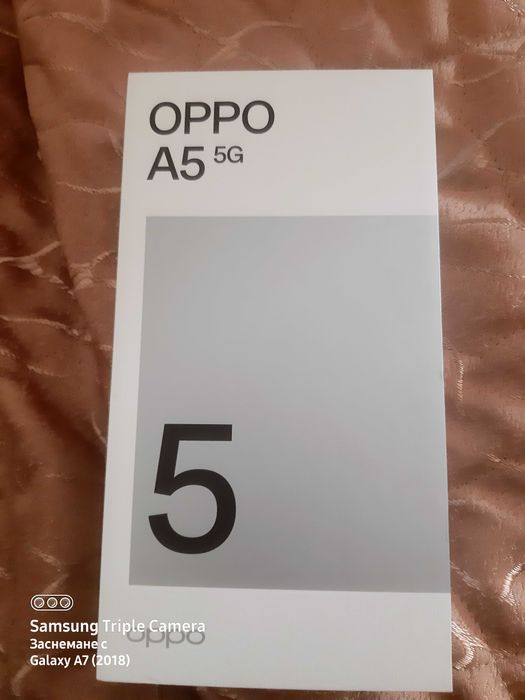 OPPO
A5 5G
5
oppo
Samsung Triple Camera
Заснемане с
Galaxy A7 (2018)